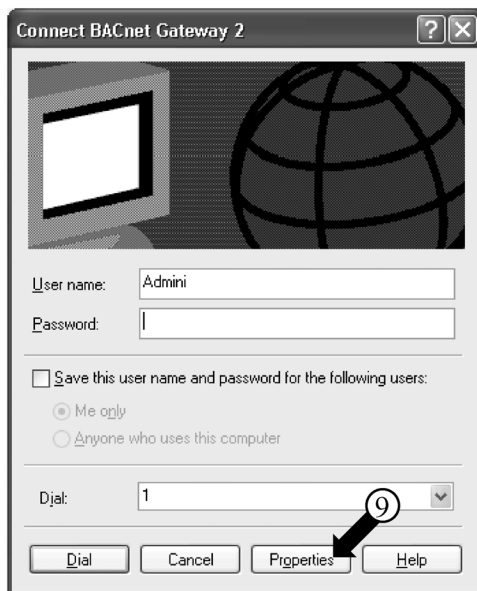 Connect BACnet Gateway 2
User name: Admini
Password:
Save this user name and password for the following users:
Me only
Anyone who uses this computer
Dial: 1
9
Dial Cancel Properties Help